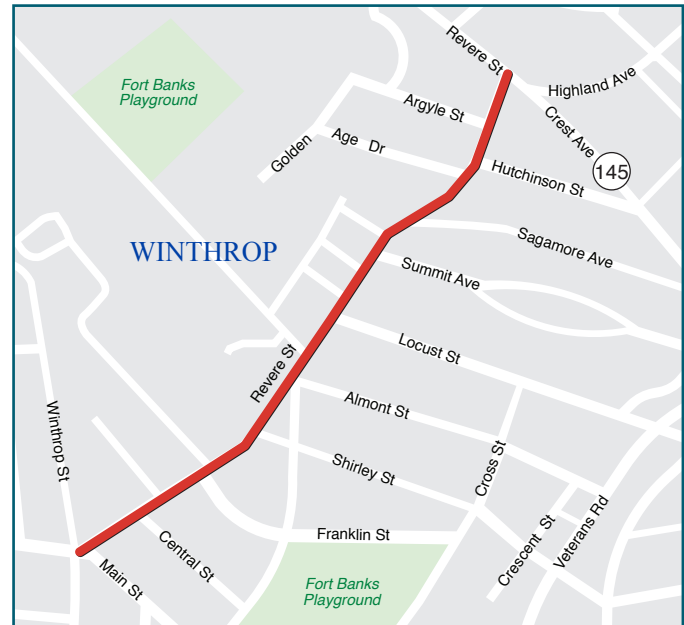 Revere St
Fort Banks
Playground
Highland Ave
Argyle St
Crest Ave
Golden
Age Dr
145
Hutchinson St
WINTHROP
Sagamore Ave
Summit Ave
Locust St
Revere St
Almont St
Winthrop St
Shirley St
Cross St
Franklin St
Central St
Crescent St
Veterans Rd
Main St
Fort Banks
Playground